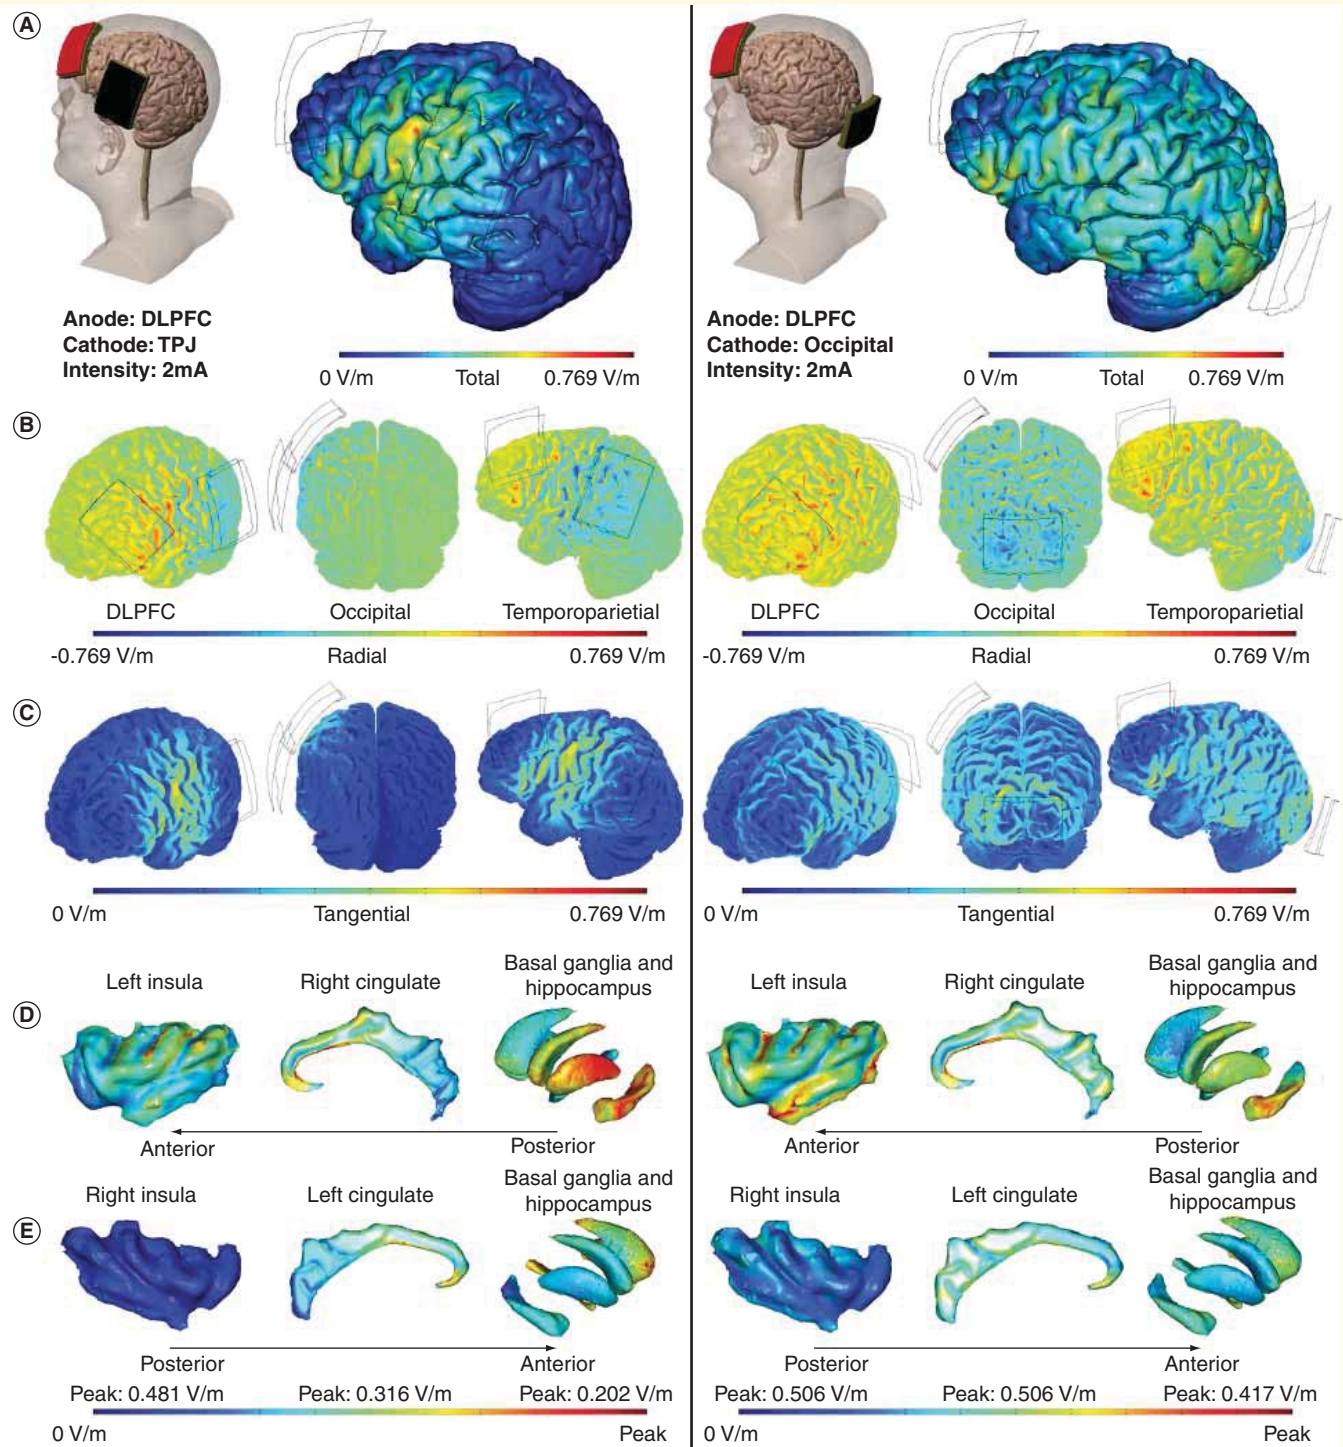 A
Anode: DLPFC
Cathode: TPJ
Intensity: 2mA
0 V/m Total 0.769 V/m
Anode: DLPFC
Cathode: Occipital
Intensity: 2mA
0 V/m Total 0.769 V/m
B
DLPFC Occipital Temporoparietial
-0.769 V/m Radial 0.769 V/m
DLPFC Occipital Temporoparietial
-0.769 V/m Radial 0.769 V/m
C
0 V/m Tangential 0.769 V/m
0 V/m Tangential 0.769 V/m
D
Left insula Right cingulate Basal ganglia and
hippocampus
Anterior Posterior
Left insula Right cingulate Basal ganglia and
hippocampus
Anterior Posterior
E
Right insula Left cingulate Basal ganglia and
hippocampus
Posterior Anterior
Peak: 0.481 V/m Peak: 0.316 V/m Peak: 0.202 V/m
0 V/m Peak
Right insula Left cingulate Basal ganglia and
hippocampus
Posterior Anterior
Peak: 0.506 V/m Peak: 0.506 V/m Peak: 0.417 V/m
0 V/m Peak